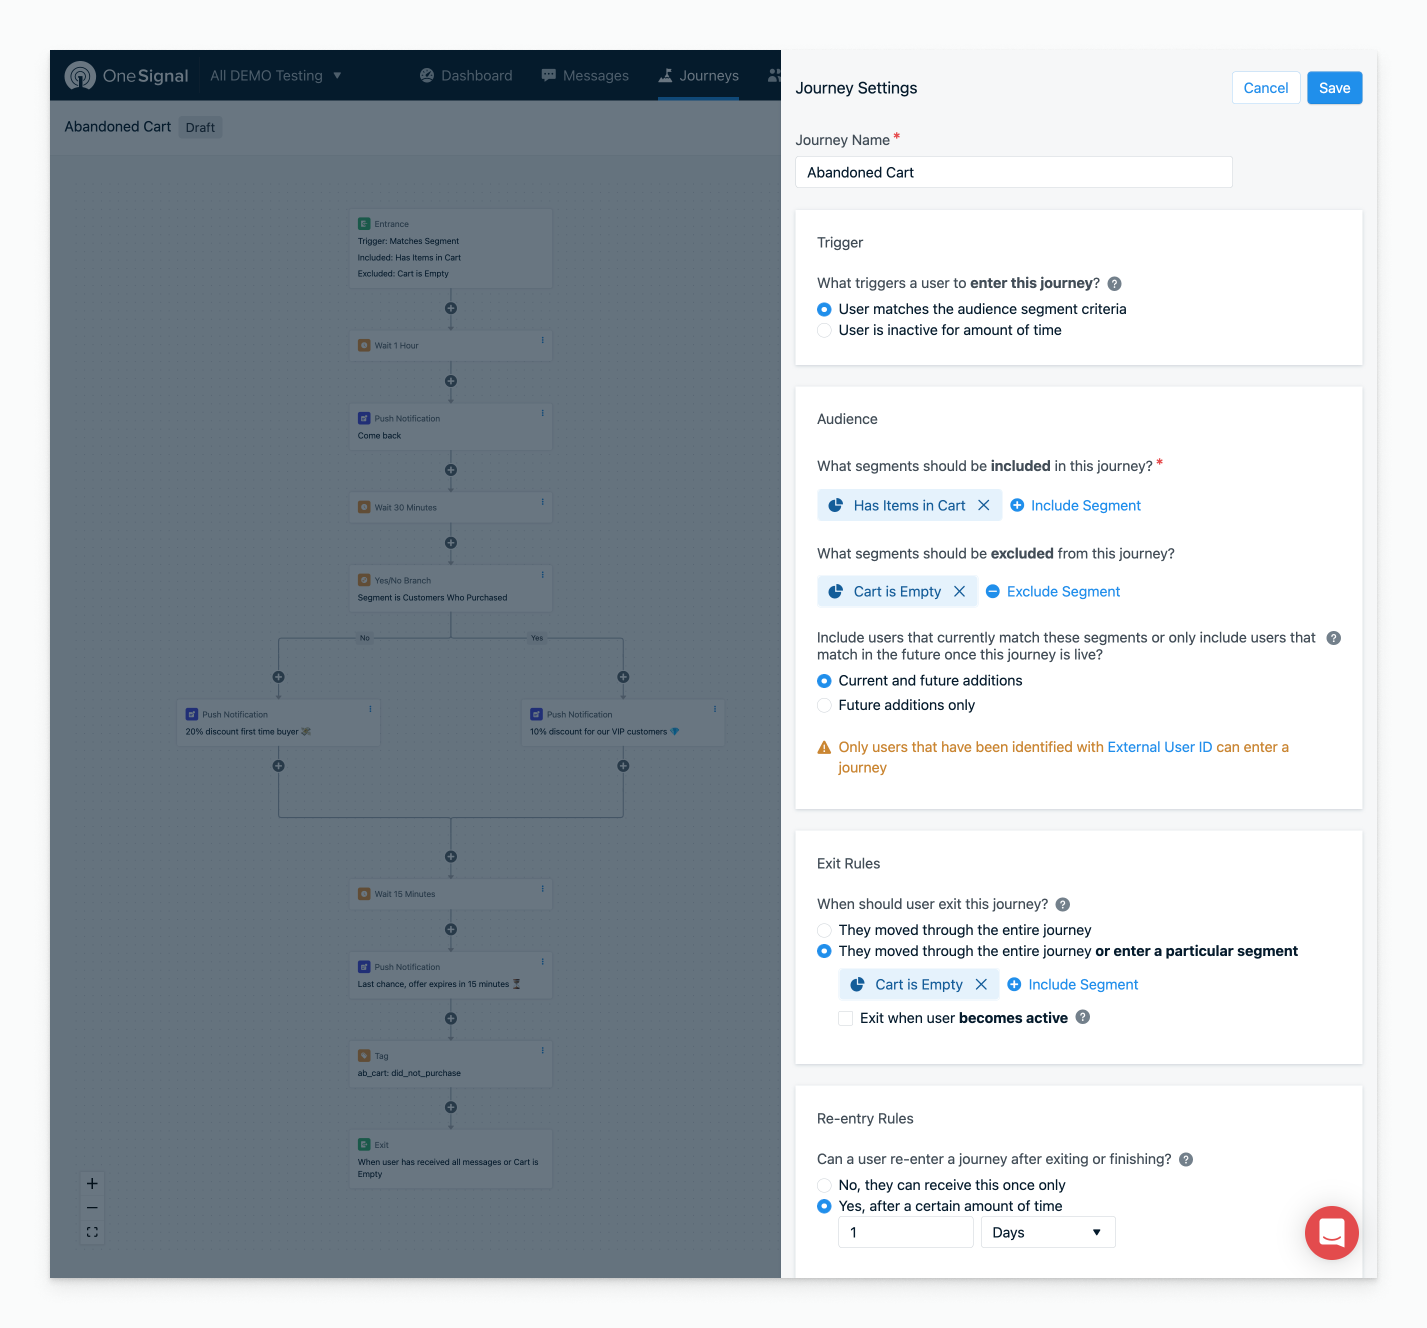 OneSignal
All DEMO Testing
Dashboard
Messages
Journeys
Abandoned Cart
Draft
Entrance
Trigger: Matches Segment
Included: Has Items in Cart
Excluded: Cart is Empty
Wait 1 Hour
Push Notification
Come back
Wait 30 Minutes
Yes/No Branch
Segment is Customers Who Purchased
No
Yes
Push Notification
20% discount first time buyer 💸
Push Notification
10% discount for our VIP customers 💎
Wait 15 Minutes
Push Notification
Last chance, offer expires in 15 minutes ⏳
Tag
ab_cart: did_not_purchase
Exit
When user has received all messages or Cart is
Empty
Journey Settings
Cancel
Save
Journey Name *
Abandoned Cart
Trigger
What triggers a user to enter this journey?
User matches the audience segment criteria
User is inactive for amount of time
Audience
What segments should be included in this journey? *
Has Items in Cart
Include Segment
What segments should be excluded from this journey?
Cart is Empty
Exclude Segment
Include users that currently match these segments or only include users that
match in the future once this journey is live?
Current and future additions
Future additions only
Only users that have been identified with External User ID can enter a
journey
Exit Rules
When should user exit this journey?
They moved through the entire journey
They moved through the entire journey or enter a particular segment
Cart is Empty
Include Segment
Exit when user becomes active
Re-entry Rules
Can a user re-enter a journey after exiting or finishing?
No, they can receive this once only
Yes, after a certain amount of time
1
Days